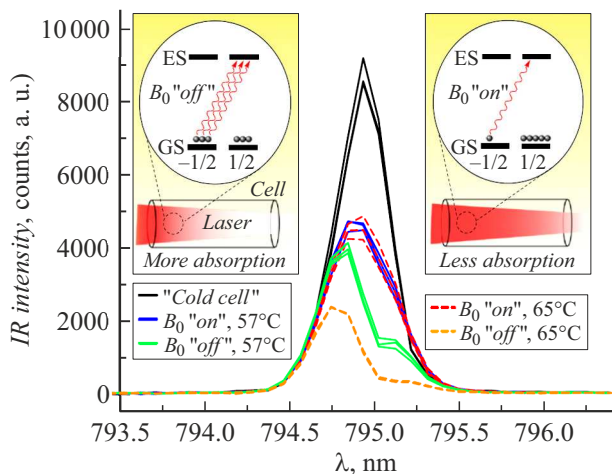 IR intensity, counts, a. u.
10 000
8000
6000
4000
2000
0
793.5 794.0 794.5 795.0 795.5 796.0
λ, nm
ES
B0 "off"
GS
−1/2 1/2
Cell
Laser
More absorption
ES
B0 "on"
GS
−1/2 1/2
Less absorption
"Cold cell"
B0 "on", 57°C
B0 "off", 57°C
B0 "on", 65°C
B0 "off", 65°C